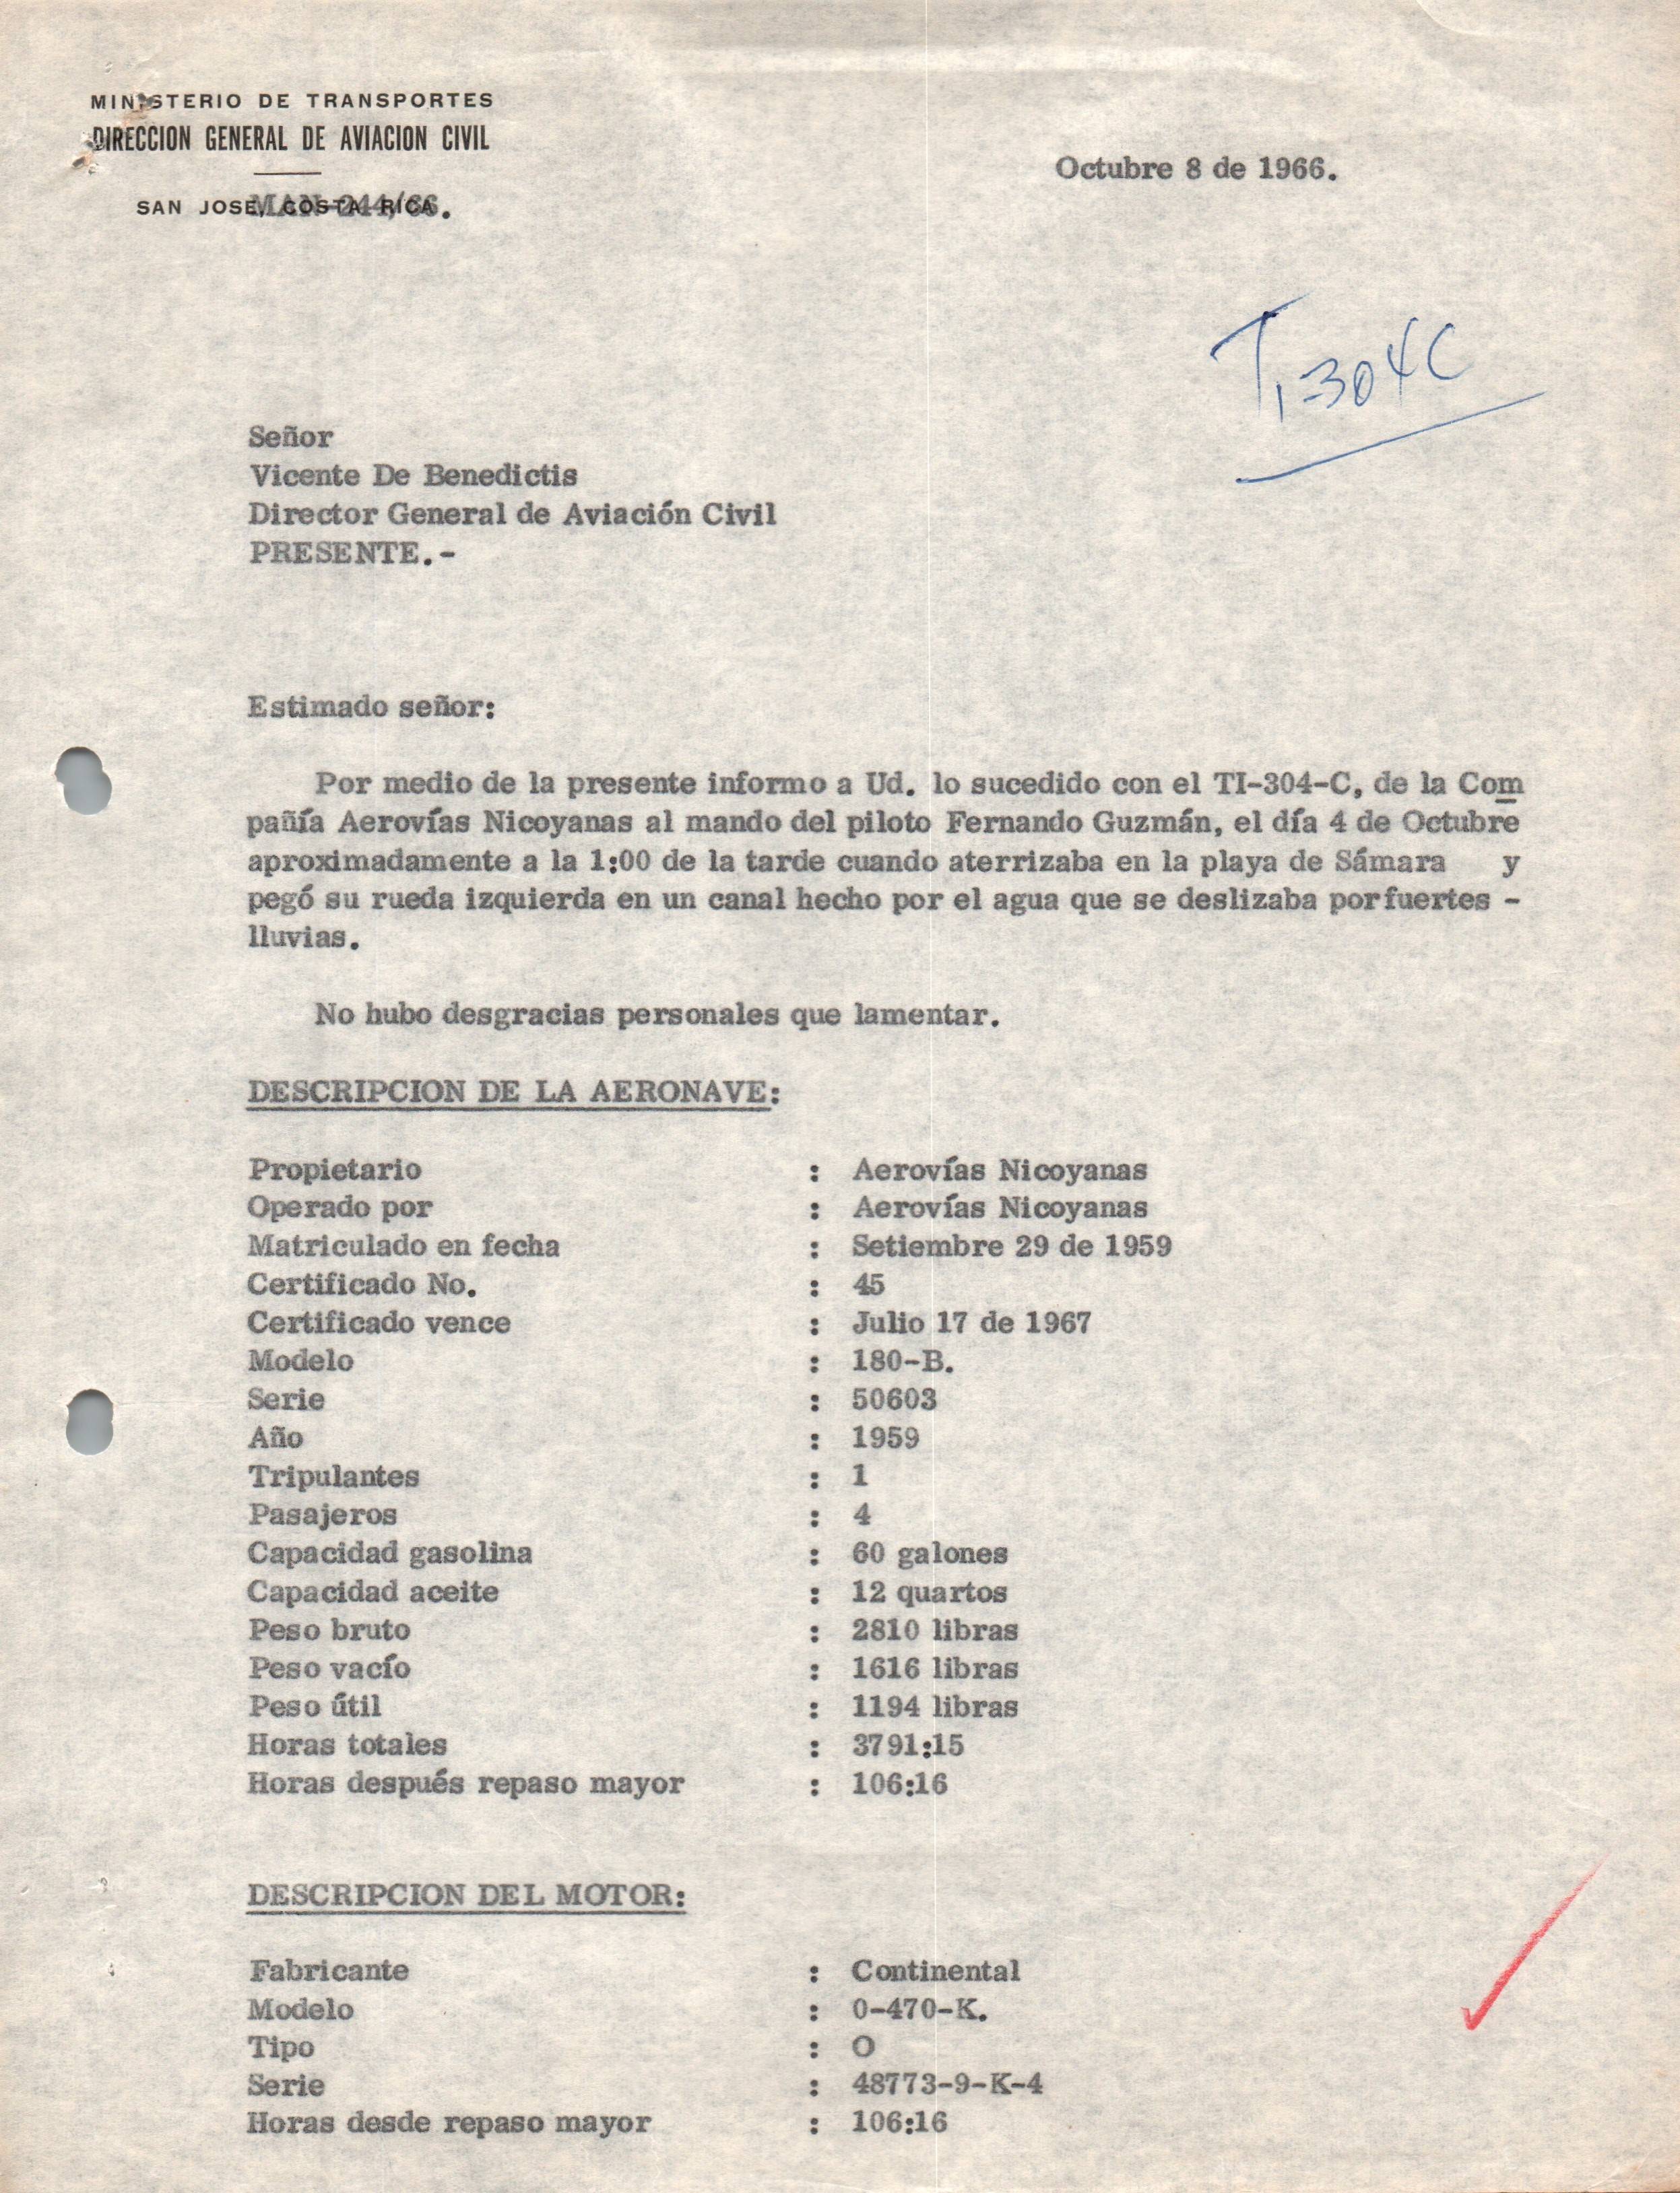 MINISTERIO DE TRANSPORTES
DIRECCION GENERAL DE AVIACION CIVIL
SAN JOSE, COSTA RICA
MAN-244/66.
Octubre 8 de 1966.
TI-304C
Señor
Vicente De Benedictis
Director General de Aviación Civil
PRESENTE.-
Estimado señor:
Por medio de la presente informo a Ud. lo sucedido con el TI-304-C, de la Com
pañía Aerovías Nicoyanas al mando del piloto Fernando Guzmán, el día 4 de Octubre
aproximadamente a la 1:00 de la tarde cuando aterrizaba en la playa de Sámara y
pegó su rueda izquierda en un canal hecho por el agua que se deslizaba por fuertes -
lluvias.
No hubo desgracias personales que lamentar.
DESCRIPCION DE LA AERONAVE:
Propietario : Aerovías Nicoyanas
Operado por : Aerovías Nicoyanas
Matriculado en fecha : Setiembre 29 de 1959
Certificado No. : 45
Certificado vence : Julio 17 de 1967
Modelo : 180-B.
Serie : 50603
Año : 1959
Tripulantes : 1
Pasajeros : 4
Capacidad gasolina : 60 galones
Capacidad aceite : 12 quartos
Peso bruto : 2810 libras
Peso vacío : 1616 libras
Peso útil : 1194 libras
Horas totales : 3791:15
Horas después repaso mayor : 106:16
DESCRIPCION DEL MOTOR:
Fabricante : Continental
Modelo : 0-470-K.
Tipo : O
Serie : 48773-9-K-4
Horas desde repaso mayor : 106:16